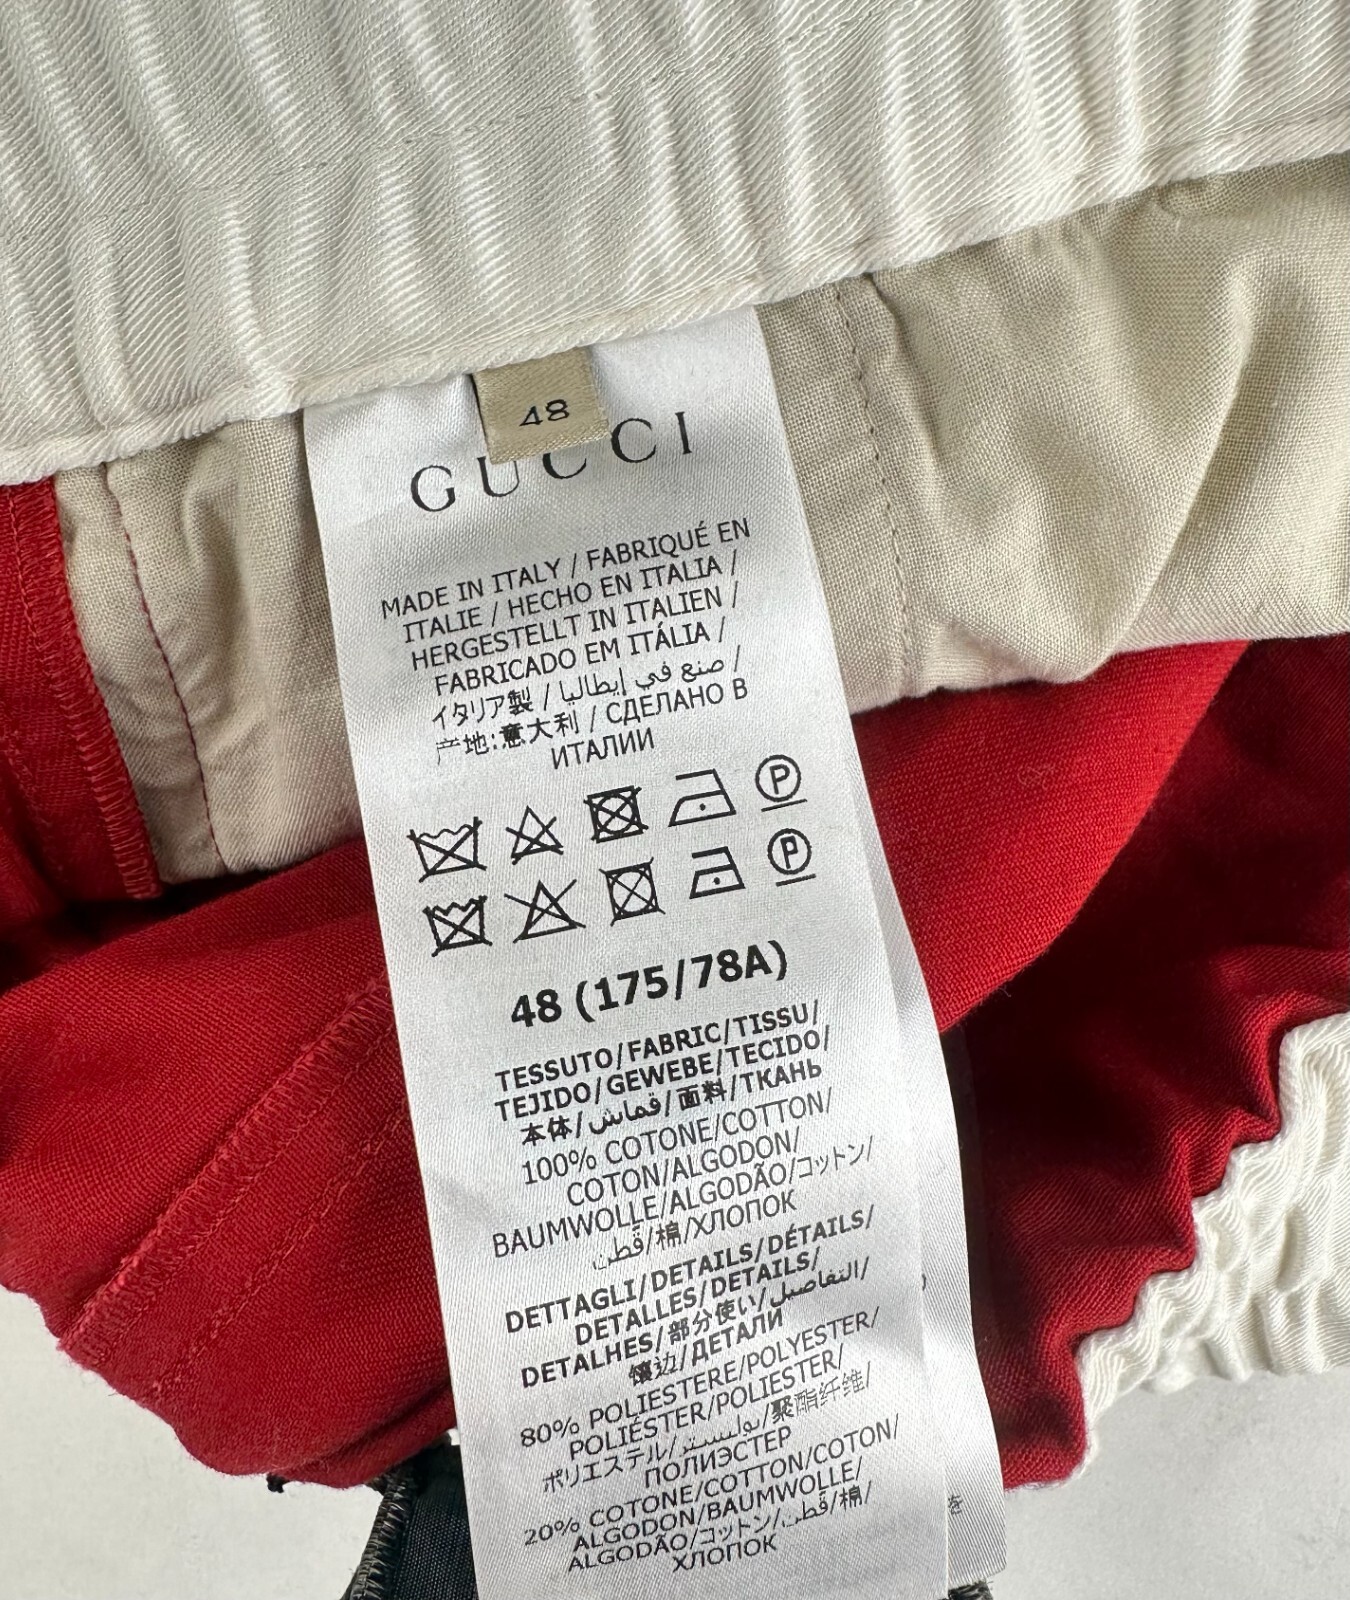 48
GUCCI
MADE IN ITALY / FABRIQUÉ EN
ITALIE / HECHO EN ITALIA /
HERGESTELLT IN ITALIEN /
FABRICADO EM ITÁLIA /
イタリア製 / صنع في إيطاليا /
产地:意大利 / СДЕЛАНО В
ИТАЛИИ
P
P
48 (175/78A)
TESSUTO/FABRIC/TISSU/
TEJIDO/GEWEBE/TECIDO/
本体/قماش/面料/ТКАНЬ
100% COTONE/COTTON/
COTON/ALGODON/
BAUMWOLLE/ALGODÃO/コットン/
قطن/棉/ХЛОПОК
DETTAGLI/DETAILS/DÉTAILS/
DETALLES/DETAILS/
DETALHES/部分使い/التفاصيل/
镶边/ДЕТАЛИ
80% POLIESTERE/POLYESTER/
POLIÉSTER/POLIESTER/
ポリエステル/بوليستر/聚酯纤维/
ПОЛИЭСТЕР
20% COTONE/COTTON/COTON/
ALGODON/BAUMWOLLE/
ALGODÃO/コットン/قطن/棉/
ХЛОПОК
を